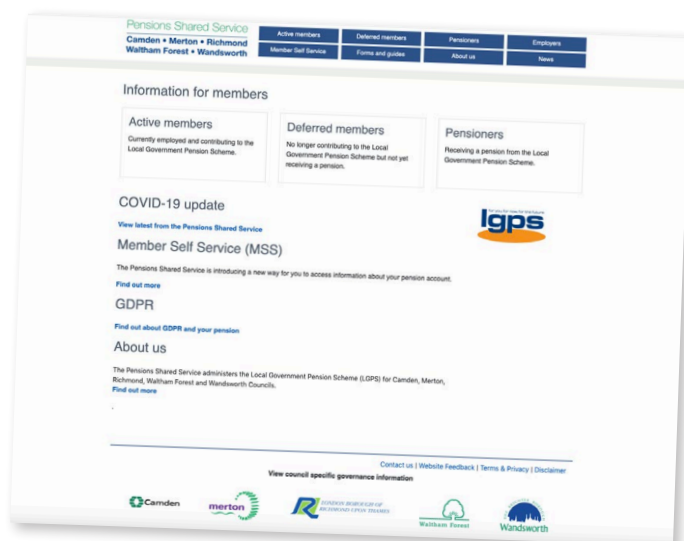 Pensions Shared Service
Camden • Merton • Richmond
Waltham Forest • Wandsworth
Active members
Deferred members
Pensioners
Employers
Member Self Service
Forms and guides
About us
News
Information for members
Active members
Currently employed and contributing to the
Local Government Pension Scheme.
Deferred members
No longer contributing to the Local
Government Pension Scheme but not yet
receiving a pension.
Pensioners
Receiving a pension from the Local
Government Pension Scheme.
COVID-19 update
View latest from the Pensions Shared Service
lgps
Member Self Service (MSS)
The Pensions Shared Service is introducing a new way for you to access information about your pension account.
Find out more
GDPR
Find out about GDPR and your pension
About us
The Pensions Shared Service administers the Local Government Pension Scheme (LGPS) for Camden, Merton,
Richmond, Waltham Forest and Wandsworth Councils.
Find out more
.
Contact us | Website Feedback | Terms & Privacy | Disclaimer
View council specific governance information
Camden
merton
LONDON BOROUGH OF
RICHMOND UPON THAMES
Waltham Forest
Wandsworth